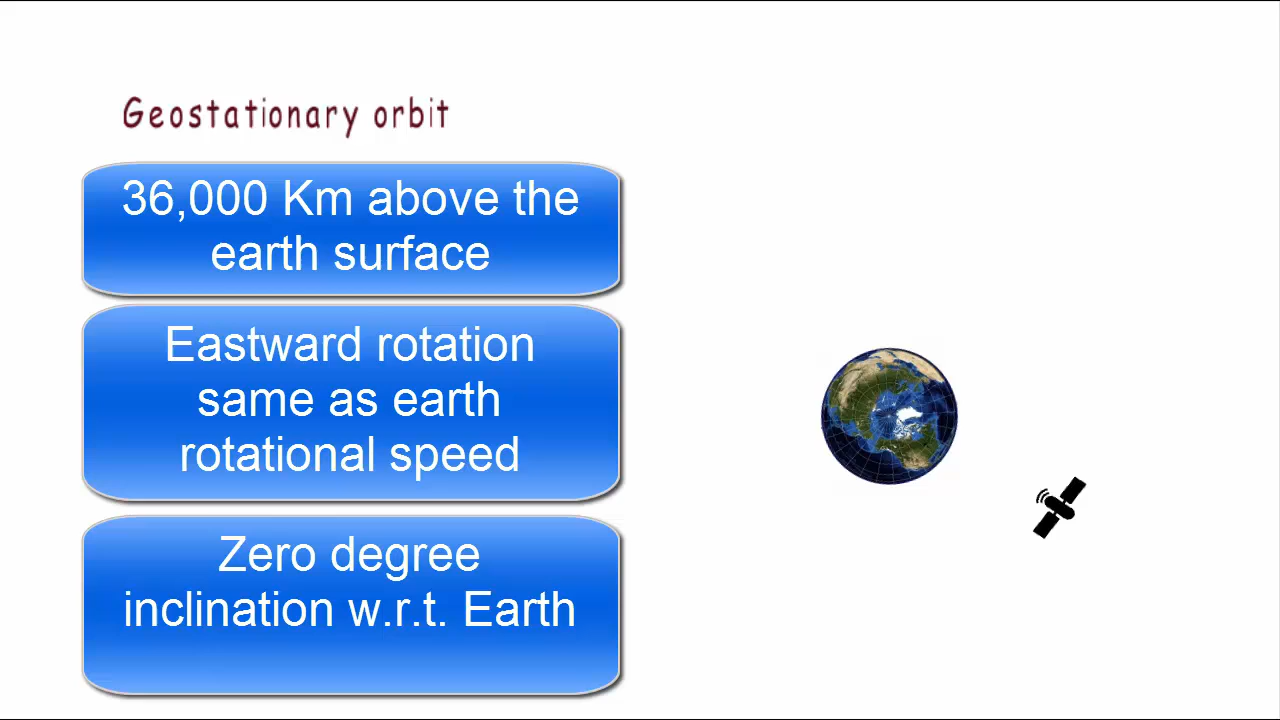 Geostationary orbit
36,000 Km above the
earth surface
Eastward rotation
same as earth
rotational speed
Zero degree
inclination w.r.t. Earth